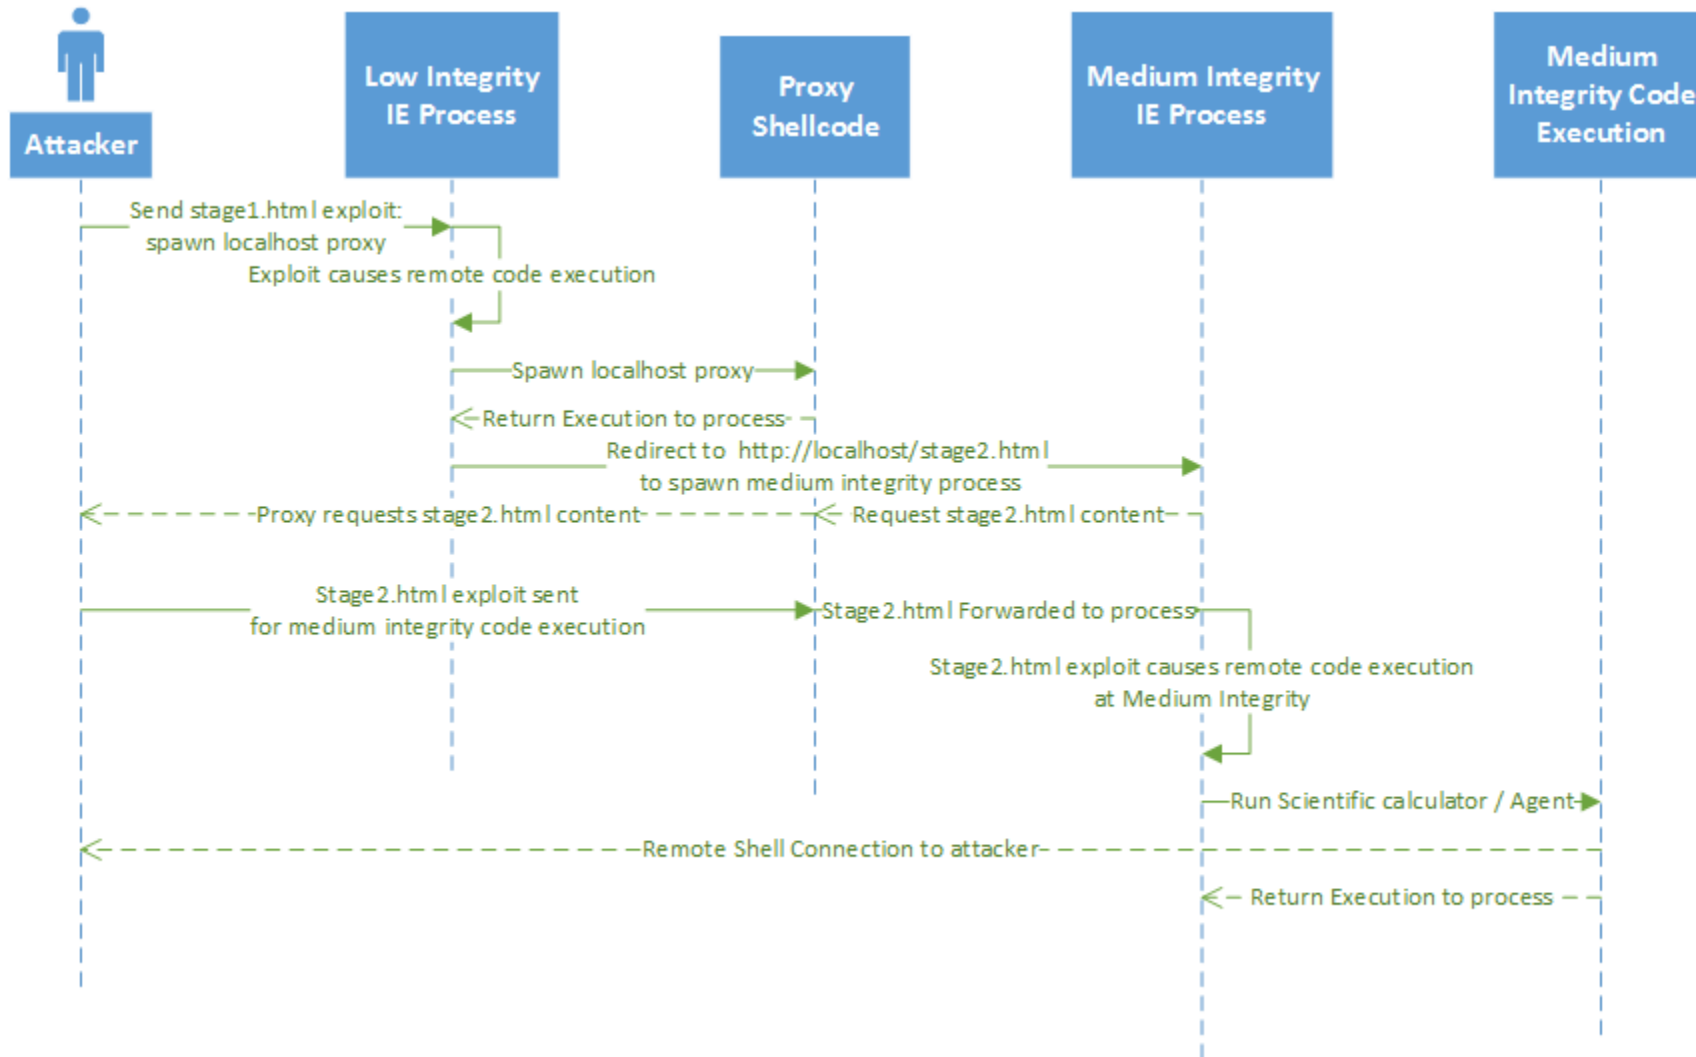 Attacker
Low Integrity
IE Process
Proxy
Shellcode
Medium Integrity
IE Process
Medium
Integrity Code
Execution
Send stage1.html exploit:
spawn localhost proxy
Exploit causes remote code execution
Spawn localhost proxy
Return Execution to process
Redirect to http://localhost/stage2.html
to spawn medium integrity process
Proxy requests stage2.html content
Request stage2.html content
Stage2.html exploit sent
for medium integrity code execution
Stage2.html Forwarded to process
Stage2.html exploit causes remote code execution
at Medium Integrity
Run Scientific calculator / Agent
Remote Shell Connection to attacker
Return Execution to process